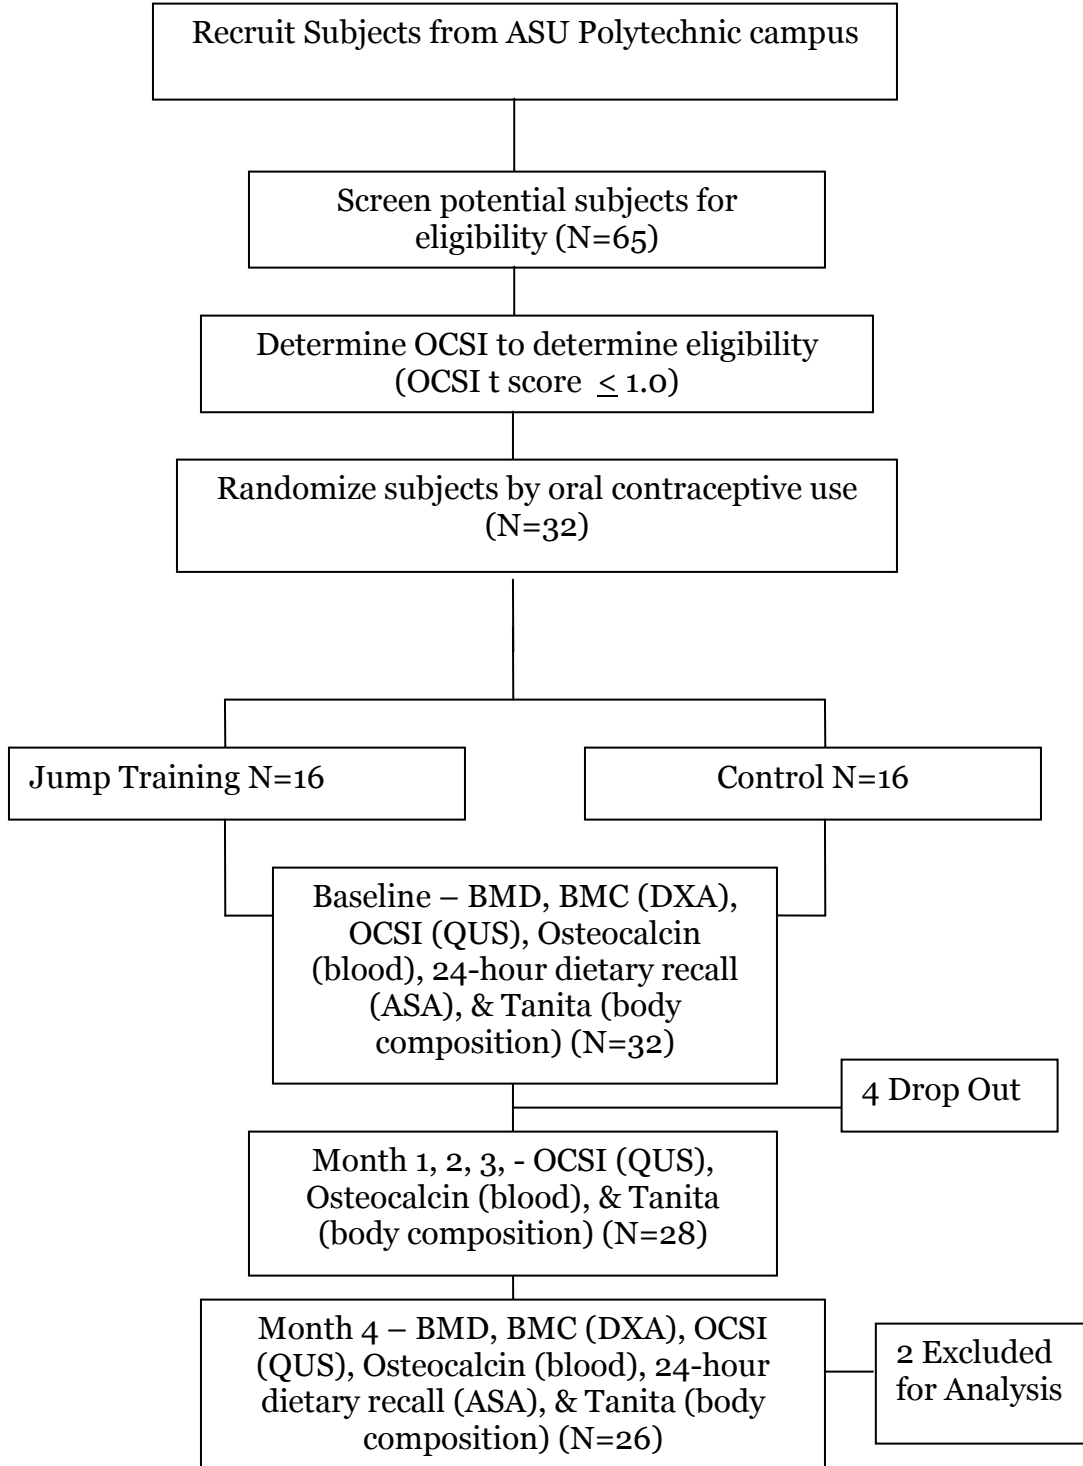 Recruit Subjects from ASU Polytechnic campus
Screen potential subjects for
eligibility (N=65)
Determine OCSI to determine eligibility
(OCSI t score ≤ 1.0)
Randomize subjects by oral contraceptive use
(N=32)
Jump Training N=16
Control N=16
Baseline – BMD, BMC (DXA),
OCSI (QUS), Osteocalcin
(blood), 24-hour dietary recall
(ASA), & Tanita (body
composition) (N=32)
4 Drop Out
Month 1, 2, 3, - OCSI (QUS),
Osteocalcin (blood), & Tanita
(body composition) (N=28)
Month 4 – BMD, BMC (DXA), OCSI
(QUS), Osteocalcin (blood), 24-hour
dietary recall (ASA), & Tanita (body
composition) (N=26)
2 Excluded
for Analysis